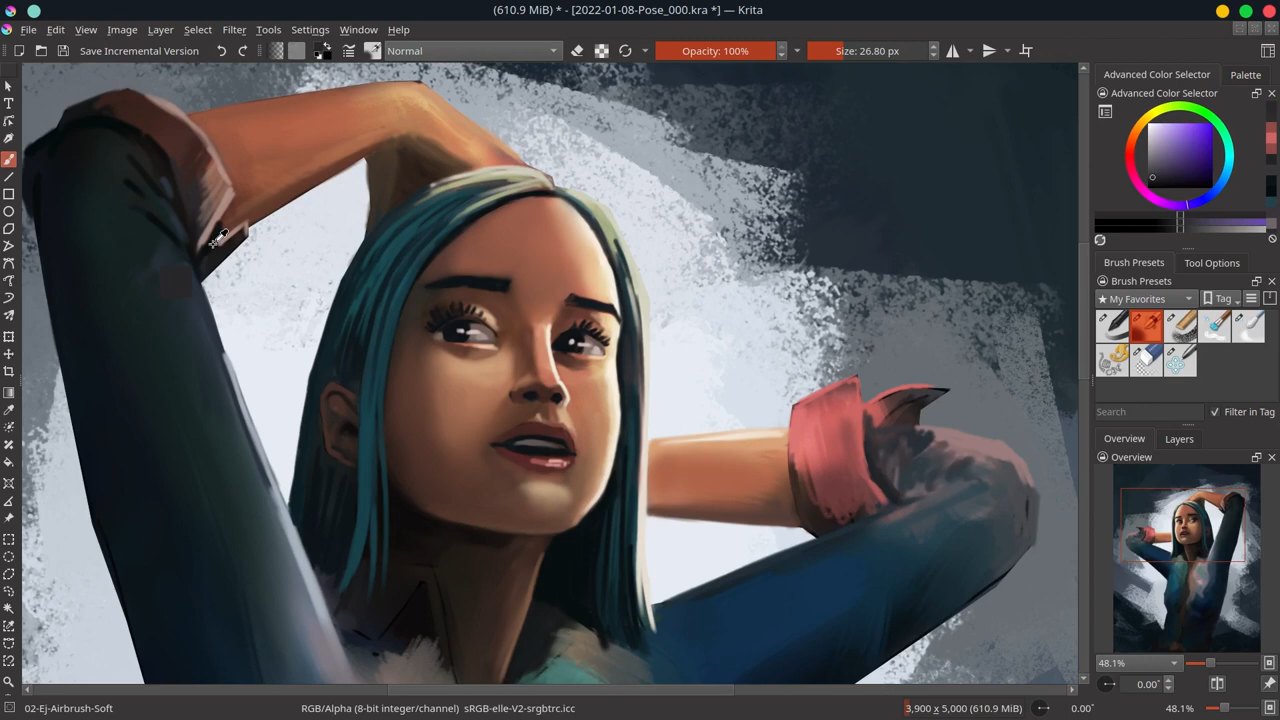 (610.9 MiB) * - [2022-01-08-Pose_000.kra *] — Krita
File Edit View Image Layer Select Filter Tools Settings Window Help
Save Incremental Version Normal Opacity: 100% Size: 26.80 px
Advanced Color Selector Palette
Advanced Color Selector
Brush Presets Tool Options
Brush Presets
★ My Favorites Tag
Search Filter in Tag
Overview Layers
Overview
48.1%
0.00°
02-Ej-Airbrush-Soft RGB/Alpha (8-bit integer/channel) sRGB-elle-V2-srgbtrc.icc 3,900 x 5,000 (610.9 MiB) 0.00° 48.1%